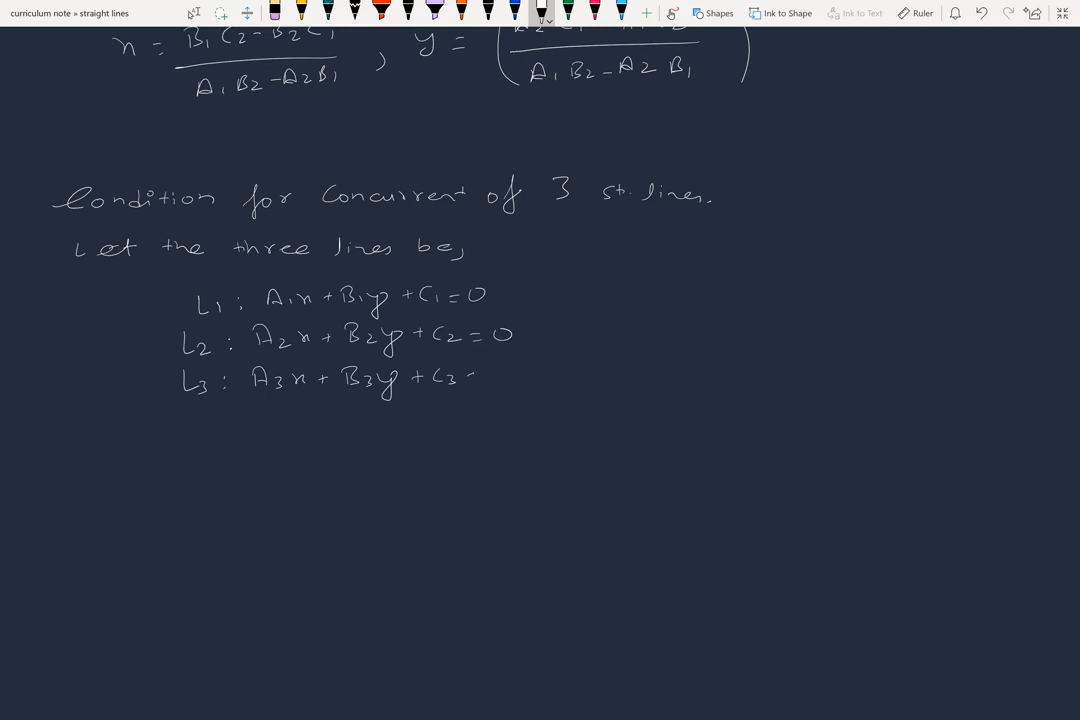 curriculum note » straight lines
Shapes Ink to Shape Ink to Text Ruler
x = B₁C₂-B₂C₁ / A₁B₂-A₂B₁ , y = ( / A₁B₂-A₂B₁ )
Condition for Concurrent of 3 st. lines.
Let the three lines be,
L₁ : A₁x + B₁y + C₁ = 0
L₂ : A₂x + B₂y + C₂ = 0
L₃ : A₃x + B₃y + C₃ -